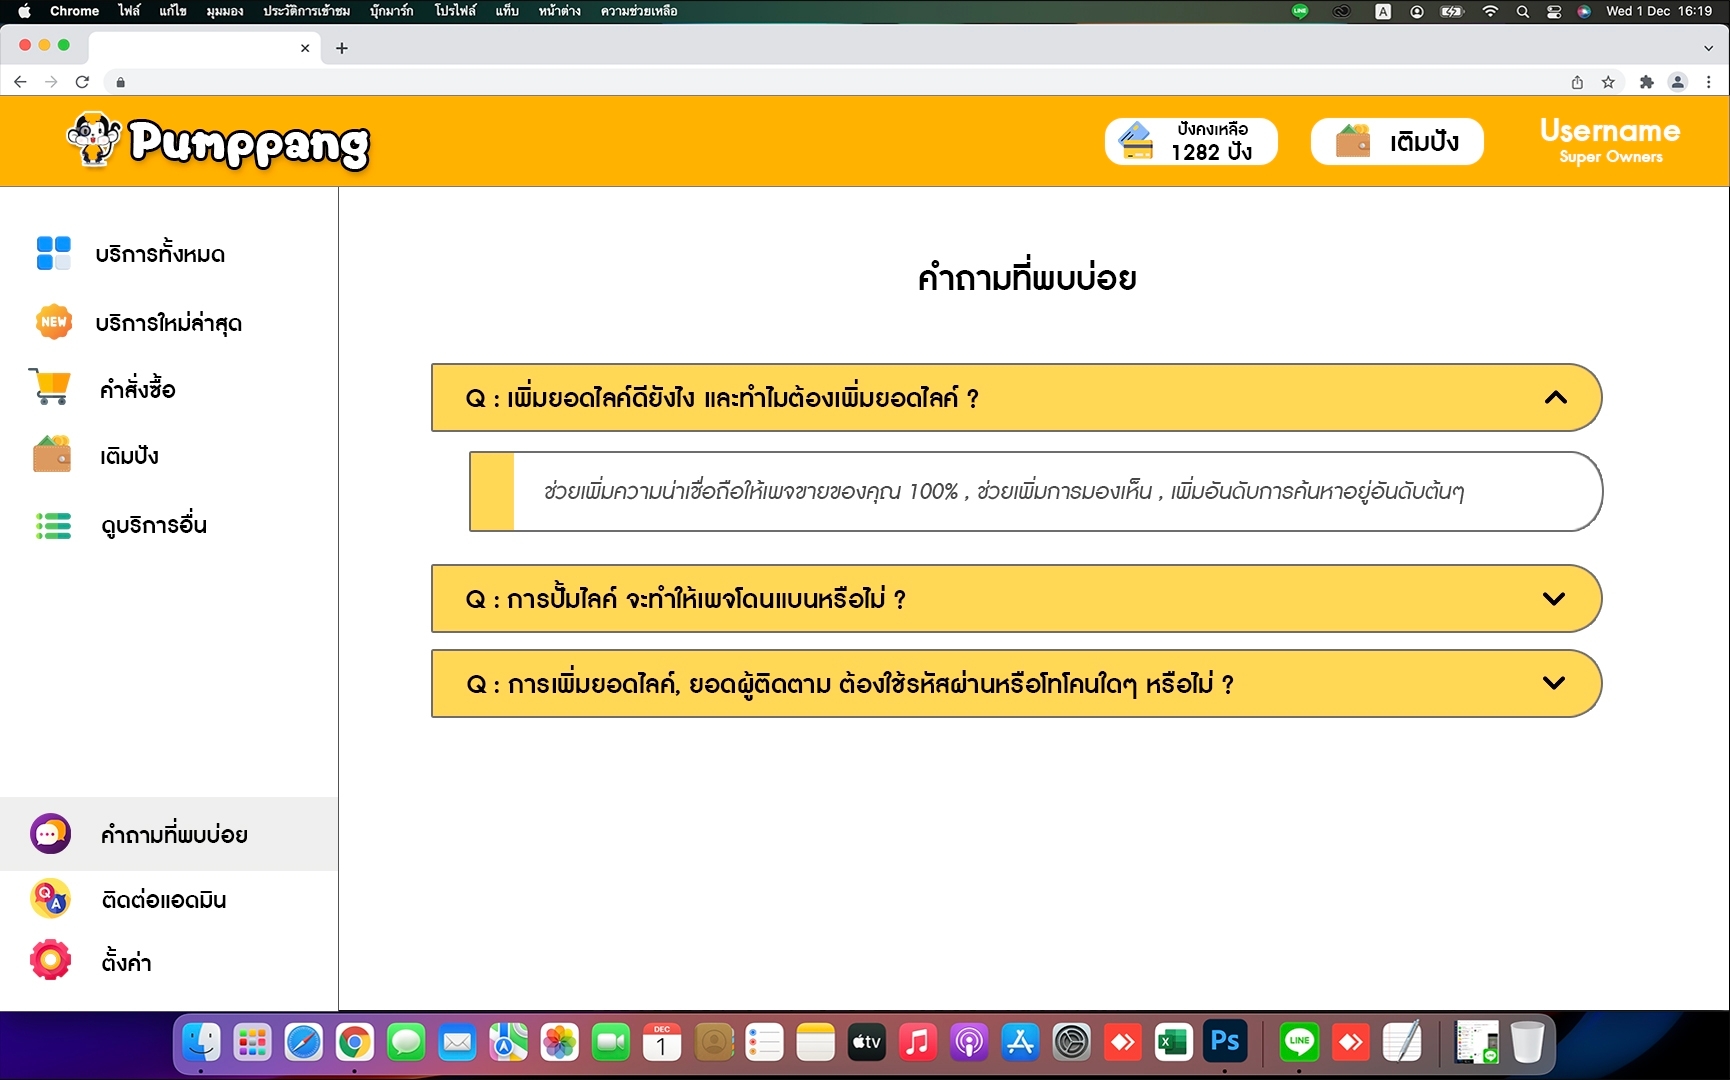 Chrome ไฟล์ แก้ไข มุมมอง ประวัติการเข้าชม บุ๊กมาร์ก โปรไฟล์ แท็บ หน้าต่าง ความช่วยเหลือ LINE A Wed 1 Dec 16:19
Pumppang
ปังคงเหลือ
1282 ปัง
เติมปัง
Username
Super Owners
บริการทั้งหมด
NEW บริการใหม่ล่าสุด
คำสั่งซื้อ
เติมปัง
ดูบริการอื่น
คำถามที่พบบ่อย
Q A ติดต่อแอดมิน
ตั้งค่า
คำถามที่พบบ่อย
Q : เพิ่มยอดไลค์ดียังไง และทำไมต้องเพิ่มยอดไลค์ ?
ช่วยเพิ่มความน่าเชื่อถือให้เพจขายของคุณ 100% , ช่วยเพิ่มการมองเห็น , เพิ่มอันดับการค้นหาอยู่อันดับต้นๆ
Q : การปั้มไลค์ จะทำให้เพจโดนแบนหรือไม่ ?
Q : การเพิ่มยอดไลค์, ยอดผู้ติดตาม ต้องใช้รหัสผ่านหรือโทโคนใดๆ หรือไม่ ?
DEC
1
tv
Ps
LINE